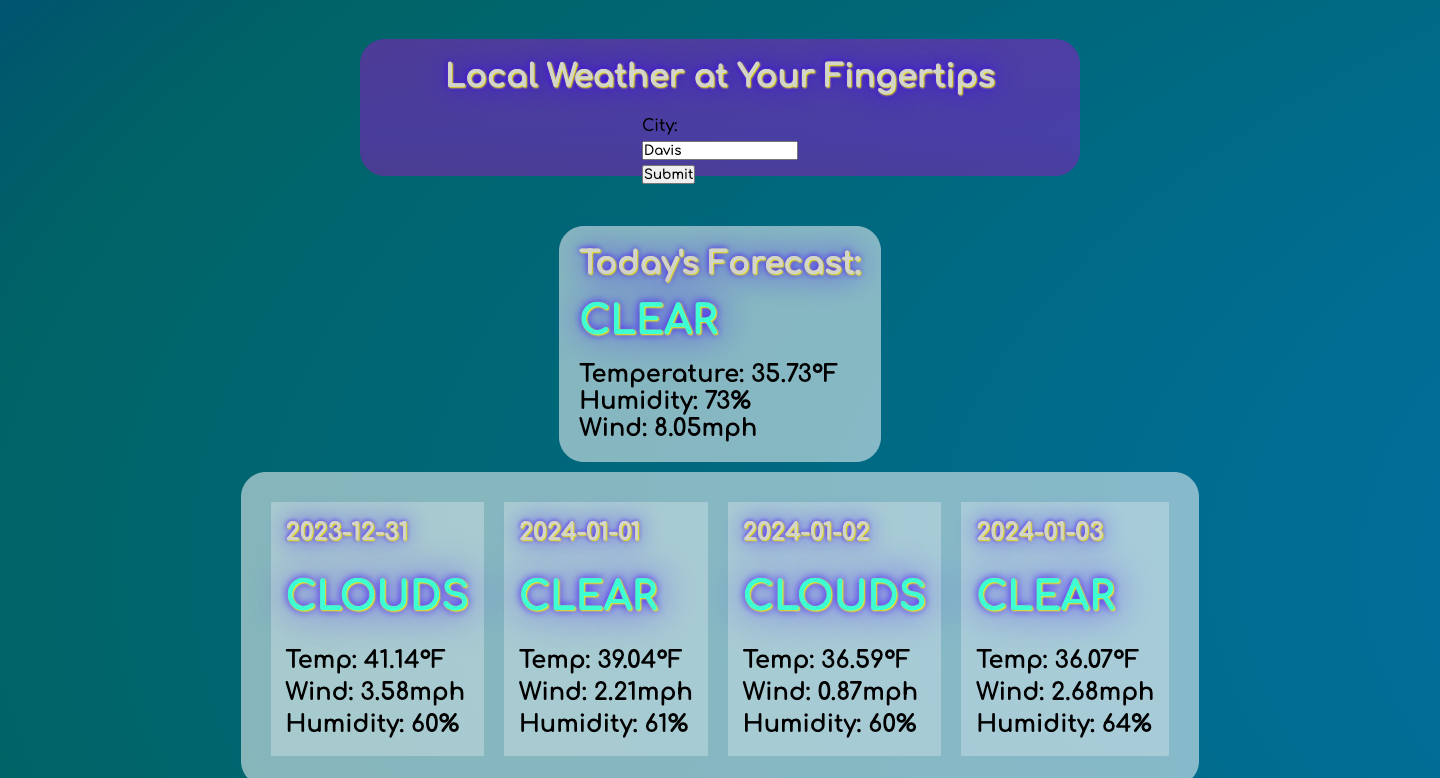 Local Weather at Your Fingertips
City:
Davis
Submit
Today's Forecast:
CLEAR
Temperature: 35.73°F
Humidity: 73%
Wind: 8.05mph
2023-12-31
CLOUDS
Temp: 41.14°F
Wind: 3.58mph
Humidity: 60%
2024-01-01
CLEAR
Temp: 39.04°F
Wind: 2.21mph
Humidity: 61%
2024-01-02
CLOUDS
Temp: 36.59°F
Wind: 0.87mph
Humidity: 60%
2024-01-03
CLEAR
Temp: 36.07°F
Wind: 2.68mph
Humidity: 64%